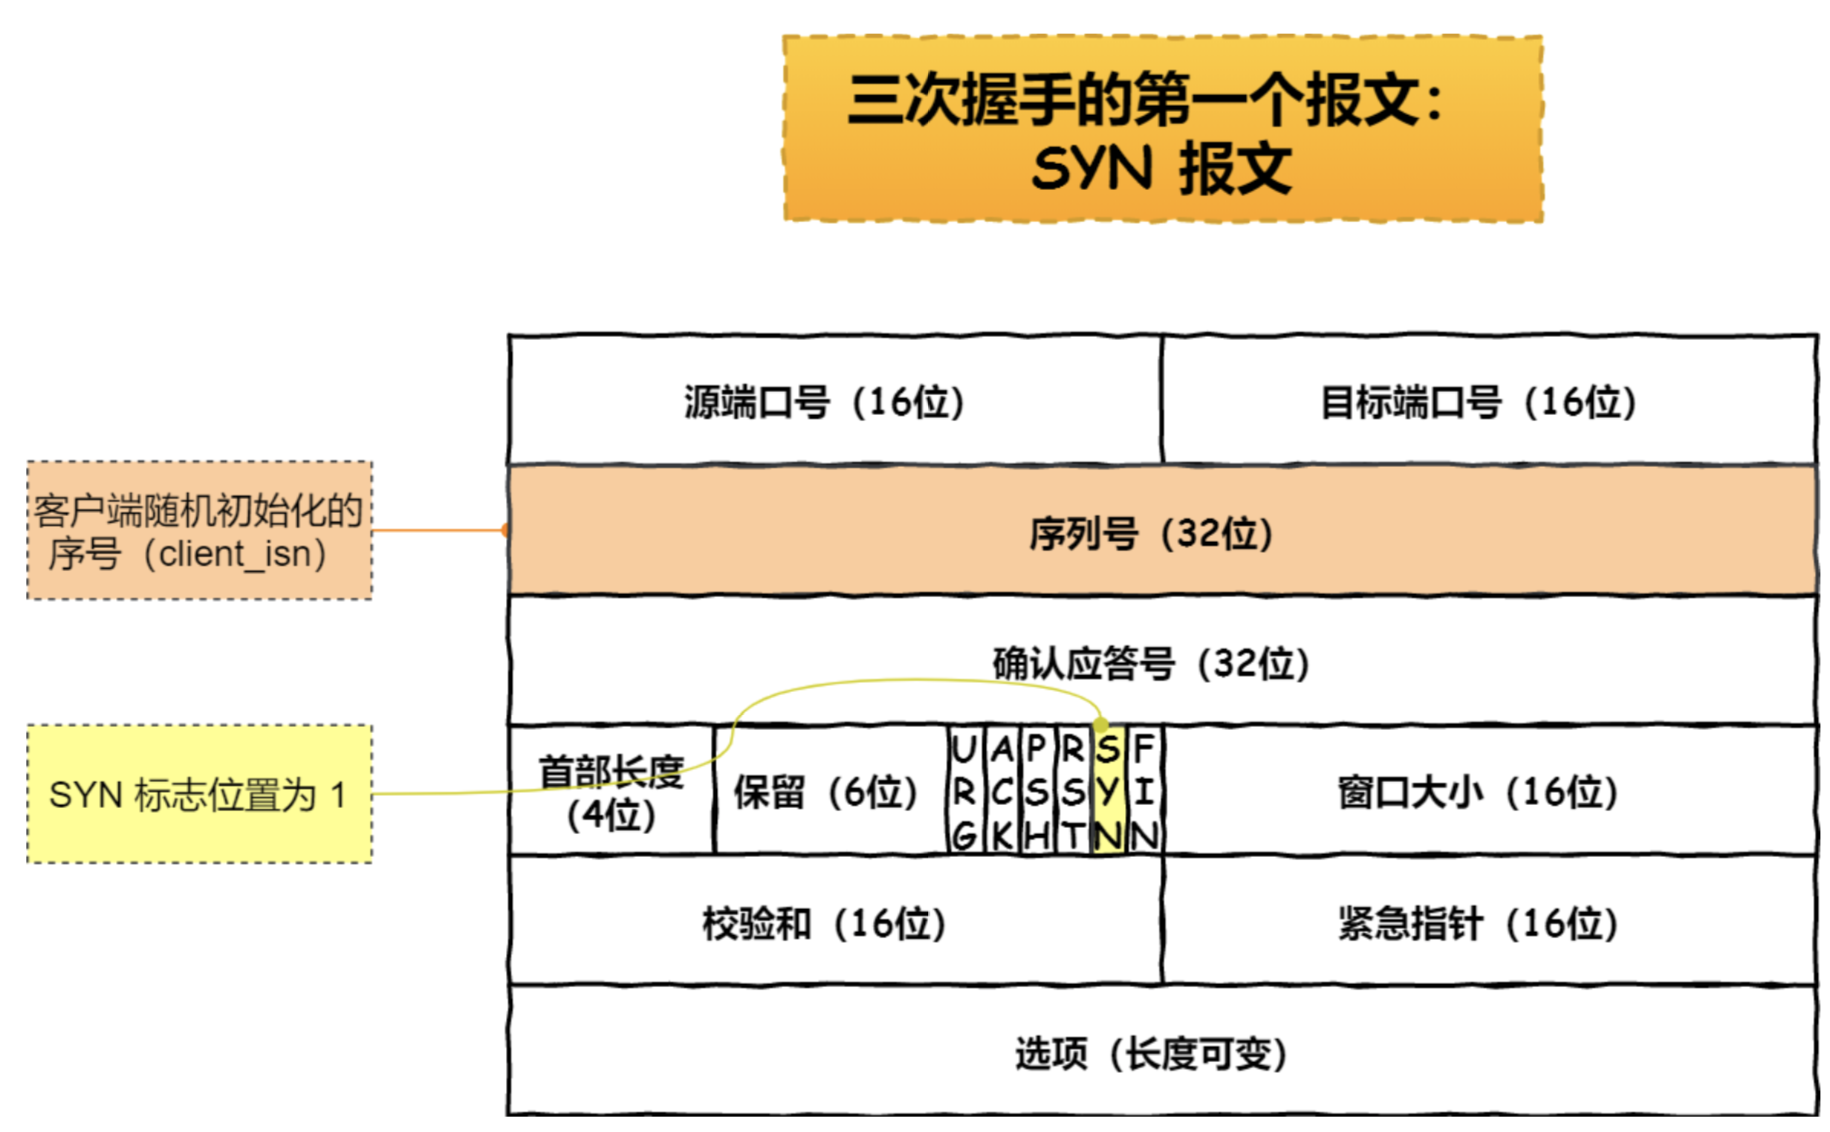 三次握手的第一个报文：
SYN 报文
源端口号（16位）
目标端口号（16位）
客户端随机初始化的
序号（client_isn）
序列号（32位）
确认应答号（32位）
SYN 标志位置为 1
首部长度
（4位）
保留（6位）
URG
ACK
PSH
RST
SYN
FIN
窗口大小（16位）
校验和（16位）
紧急指针（16位）
选项（长度可变）